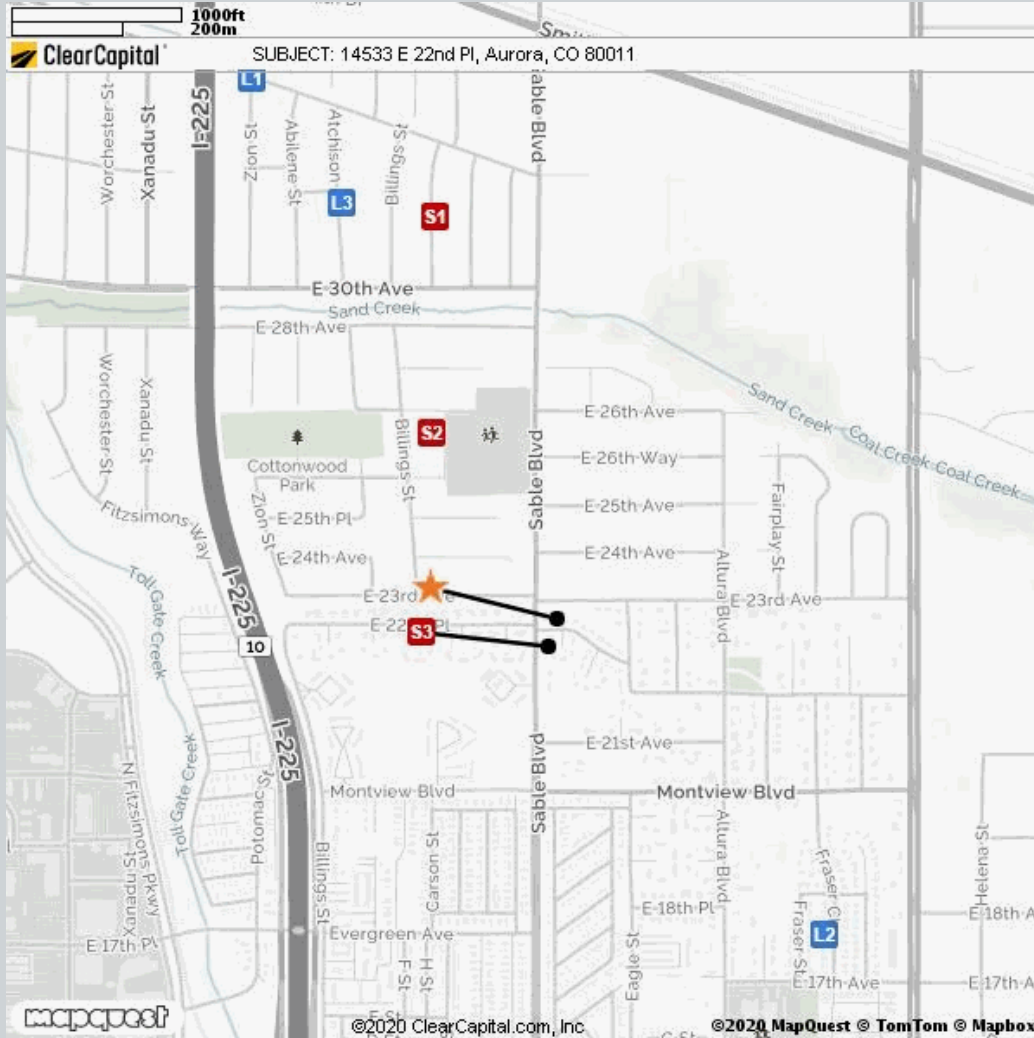 1000ft
200m
ClearCapital
SUBJECT: 14533 E 22nd Pl, Aurora, CO 80011
L1
I-225
Sable Blvd
Worchester St
Xanadu St
Zion St
Abilene St
Atchison
Billings St
L3
S1
E 30th Ave
Sand Creek
E 28th Ave
Worchester St
Xanadu St
E 26th Ave
Sand Creek
S2
Billings St
Coal Creek
Coal Creek
Cottonwood
Park
E 26th Way
Sable Blvd
Fairplay St
Zion St
E 25th Pl
E 25th Ave
Fitzsimons Way
E 24th Ave
E 24th Ave
Altura Blvd
Toll Gate Creek
I-225
E 23rd
E 23rd Ave
E 22
Pl
S3
10
I-225
E 21st Ave
Sable Blvd
Toll Gate Creek
N Fitzsimons Pkwy
Potomac St
Montview Blvd
Montview Blvd
Xanadu St
Billings St
Carson St
Altura Blvd
Fraser C
Helena St
E 18th Pl
E 18th A
Evergreen Ave
L2
E 17th Pl
F St
H St
Eagle St
Fraser St
E 17th Ave
E 17th A
mapquest
©2020 ClearCapital.com, Inc
©2020 MapQuest © TomTom © Mapbox